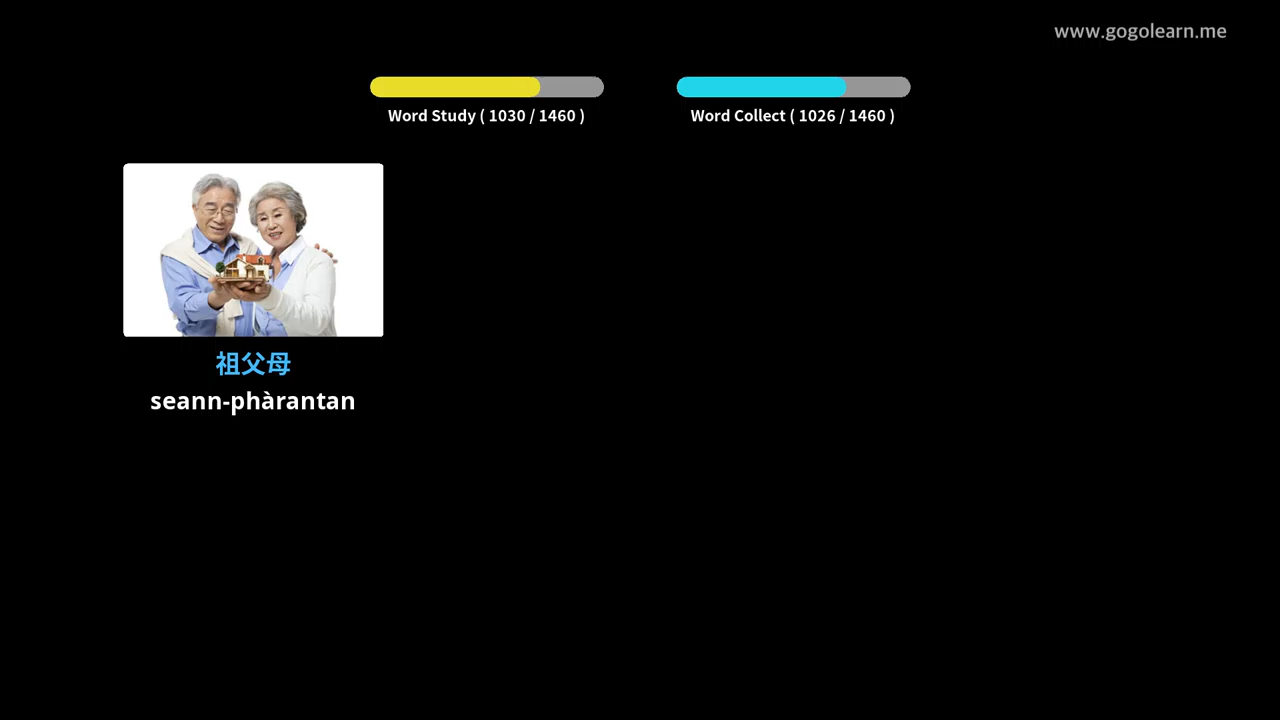 www.gogolearn.me
Word Study ( 1030 / 1460 )
Word Collect ( 1026 / 1460 )
祖父母
seann-phàrantan